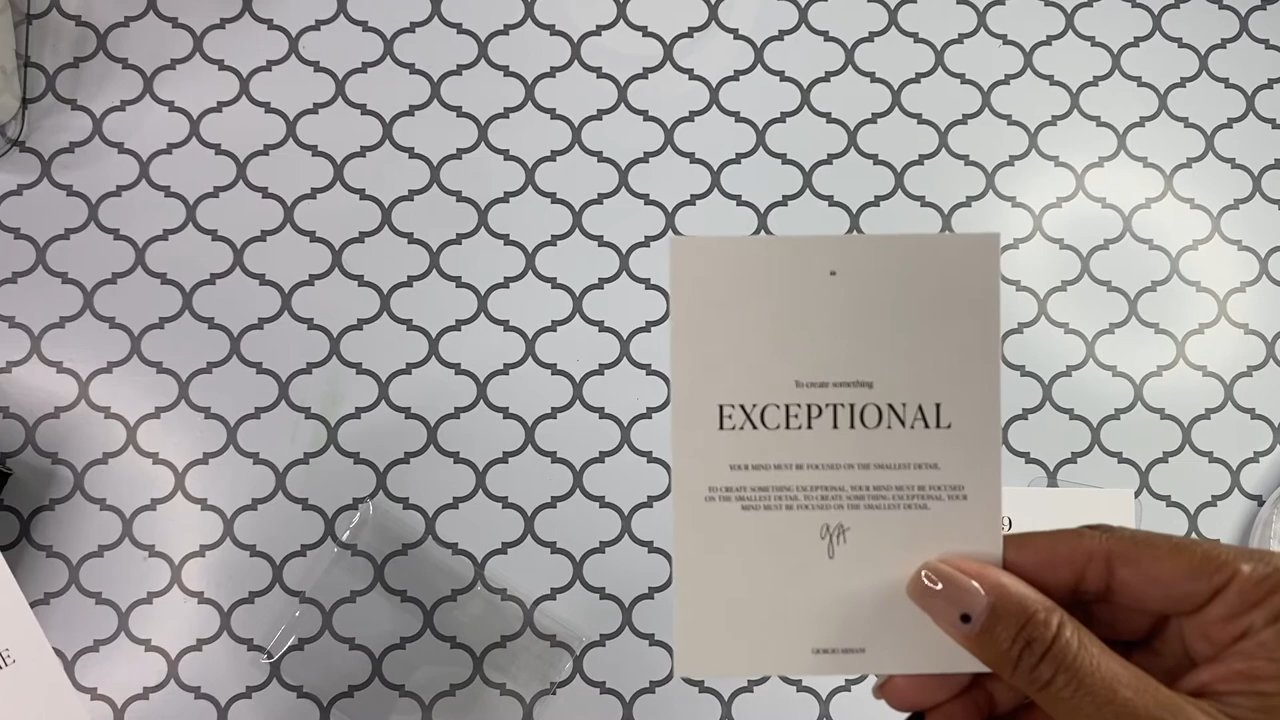 “
To create something
EXCEPTIONAL
YOUR MIND MUST BE FOCUSED ON THE SMALLEST DETAIL.
TO CREATE SOMETHING EXCEPTIONAL, YOUR MIND MUST BE FOCUSED
ON THE SMALLEST DETAIL. TO CREATE SOMETHING EXCEPTIONAL, YOUR
MIND MUST BE FOCUSED ON THE SMALLEST DETAIL.
GA
GIORGIO ARMANI
9
E